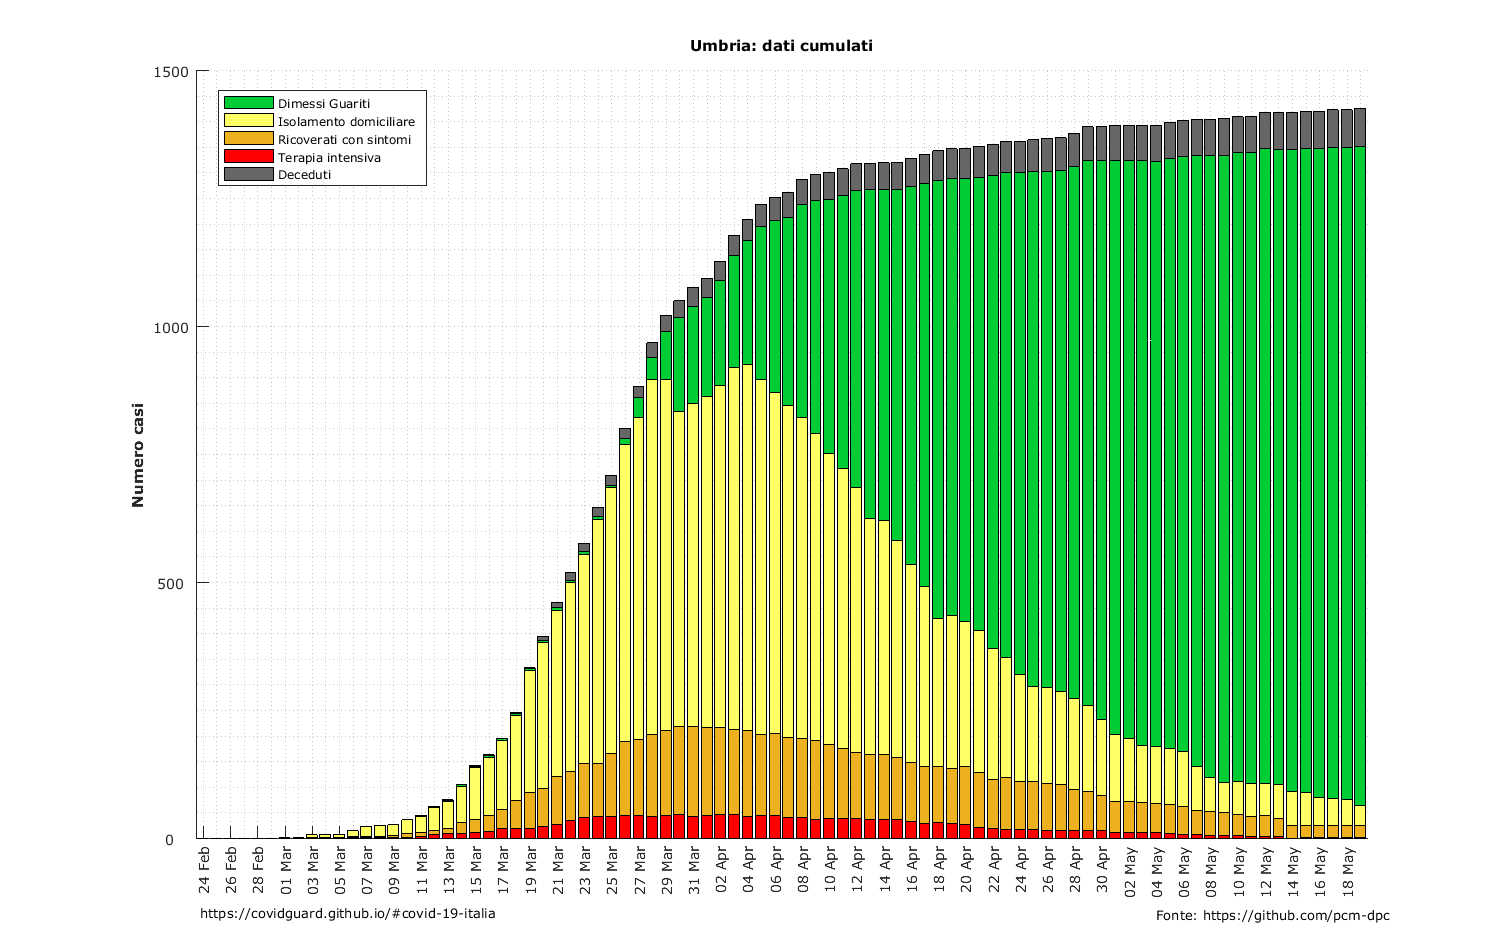 Umbria: dati cumulati
1500
1000
500
0
Numero casi
Dimessi Guariti
Isolamento domiciliare
Ricoverati con sintomi
Terapia intensiva
Deceduti
24 Feb
26 Feb
28 Feb
01 Mar
03 Mar
05 Mar
07 Mar
09 Mar
11 Mar
13 Mar
15 Mar
17 Mar
19 Mar
21 Mar
23 Mar
25 Mar
27 Mar
29 Mar
31 Mar
02 Apr
04 Apr
06 Apr
08 Apr
10 Apr
12 Apr
14 Apr
16 Apr
18 Apr
20 Apr
22 Apr
24 Apr
26 Apr
28 Apr
30 Apr
02 May
04 May
06 May
08 May
10 May
12 May
14 May
16 May
18 May
https://covidguard.github.io/#covid-19-italia
Fonte: https://github.com/pcm-dpc